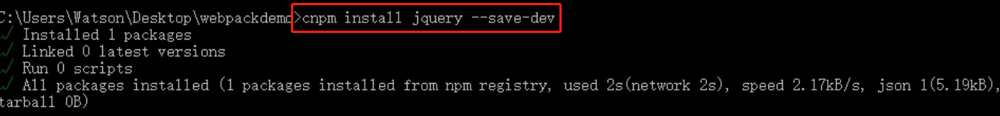 C:\Users\Watson\Desktop\webpackdemo>cnpm install jquery --save-dev
√ Installed 1 packages
√ Linked 0 latest versions
√ Run 0 scripts
√ All packages installed (1 packages installed from npm registry, used 2s(network 2s), speed 2.17kB/s, json 1(5.19kB),
tarball 0B)